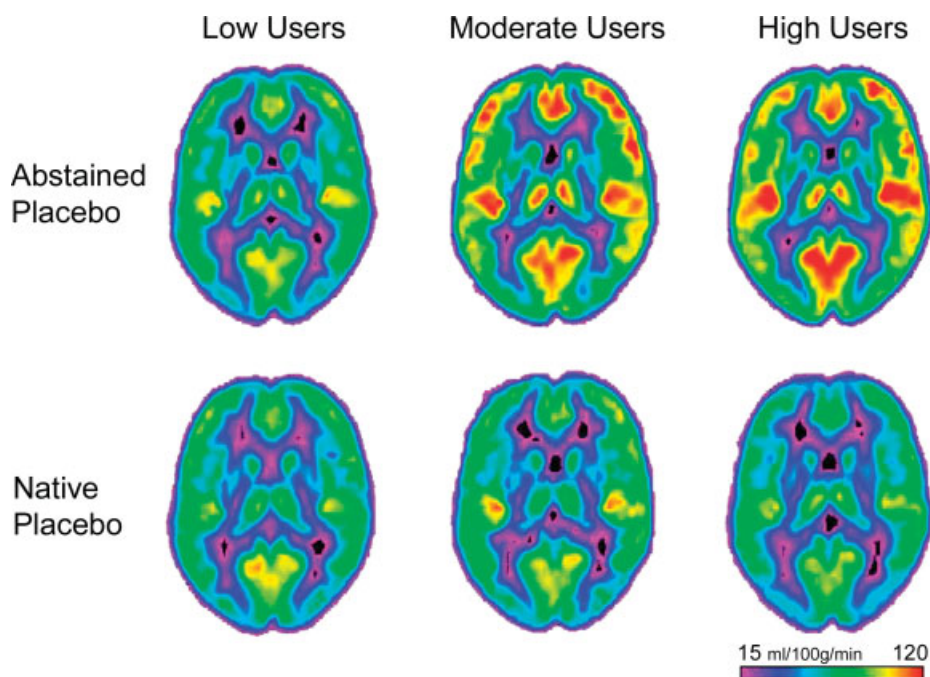 Low Users Moderate Users High Users
Abstained
Placebo
Native
Placebo
15 ml/100g/min 120